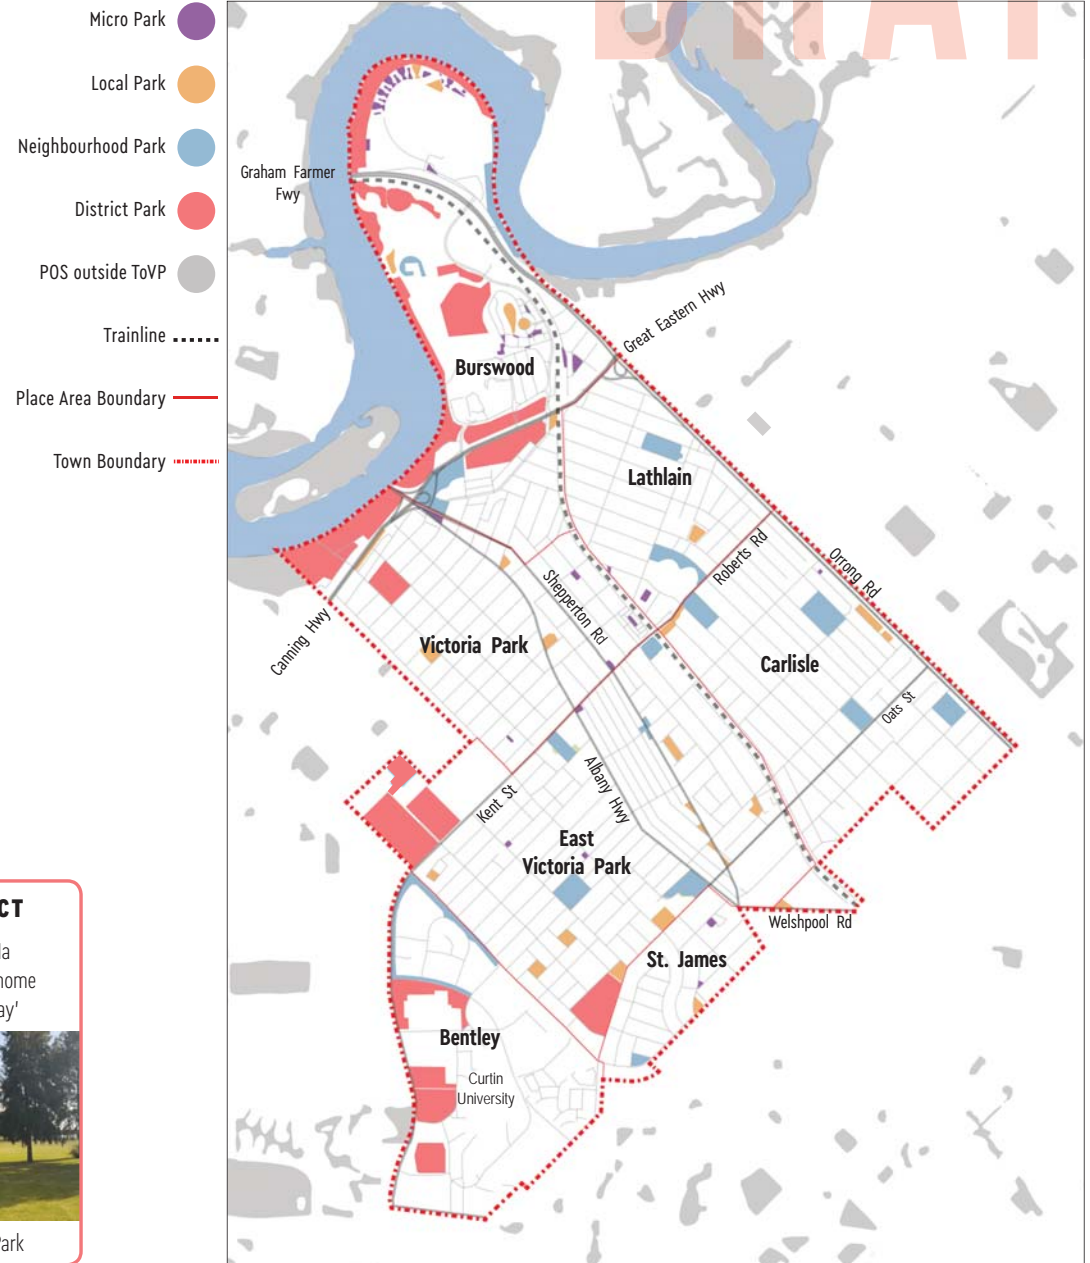 Micro Park
Local Park
Neighbourhood Park
District Park
POS outside ToVP
Trainline
Place Area Boundary
Town Boundary
Graham Farmer
Fwy
Great Eastern Hwy
Burswood
Lathlain
Roberts Rd
Orrong Rd
Shepperton Rd
Canning Hwy
Victoria Park
Carlisle
Oats St
Albany Hwy
Kent St
East
Victoria Park
Welshpool Rd
St. James
Bentley
Curtin
University
CT
la
home
ay'
Park